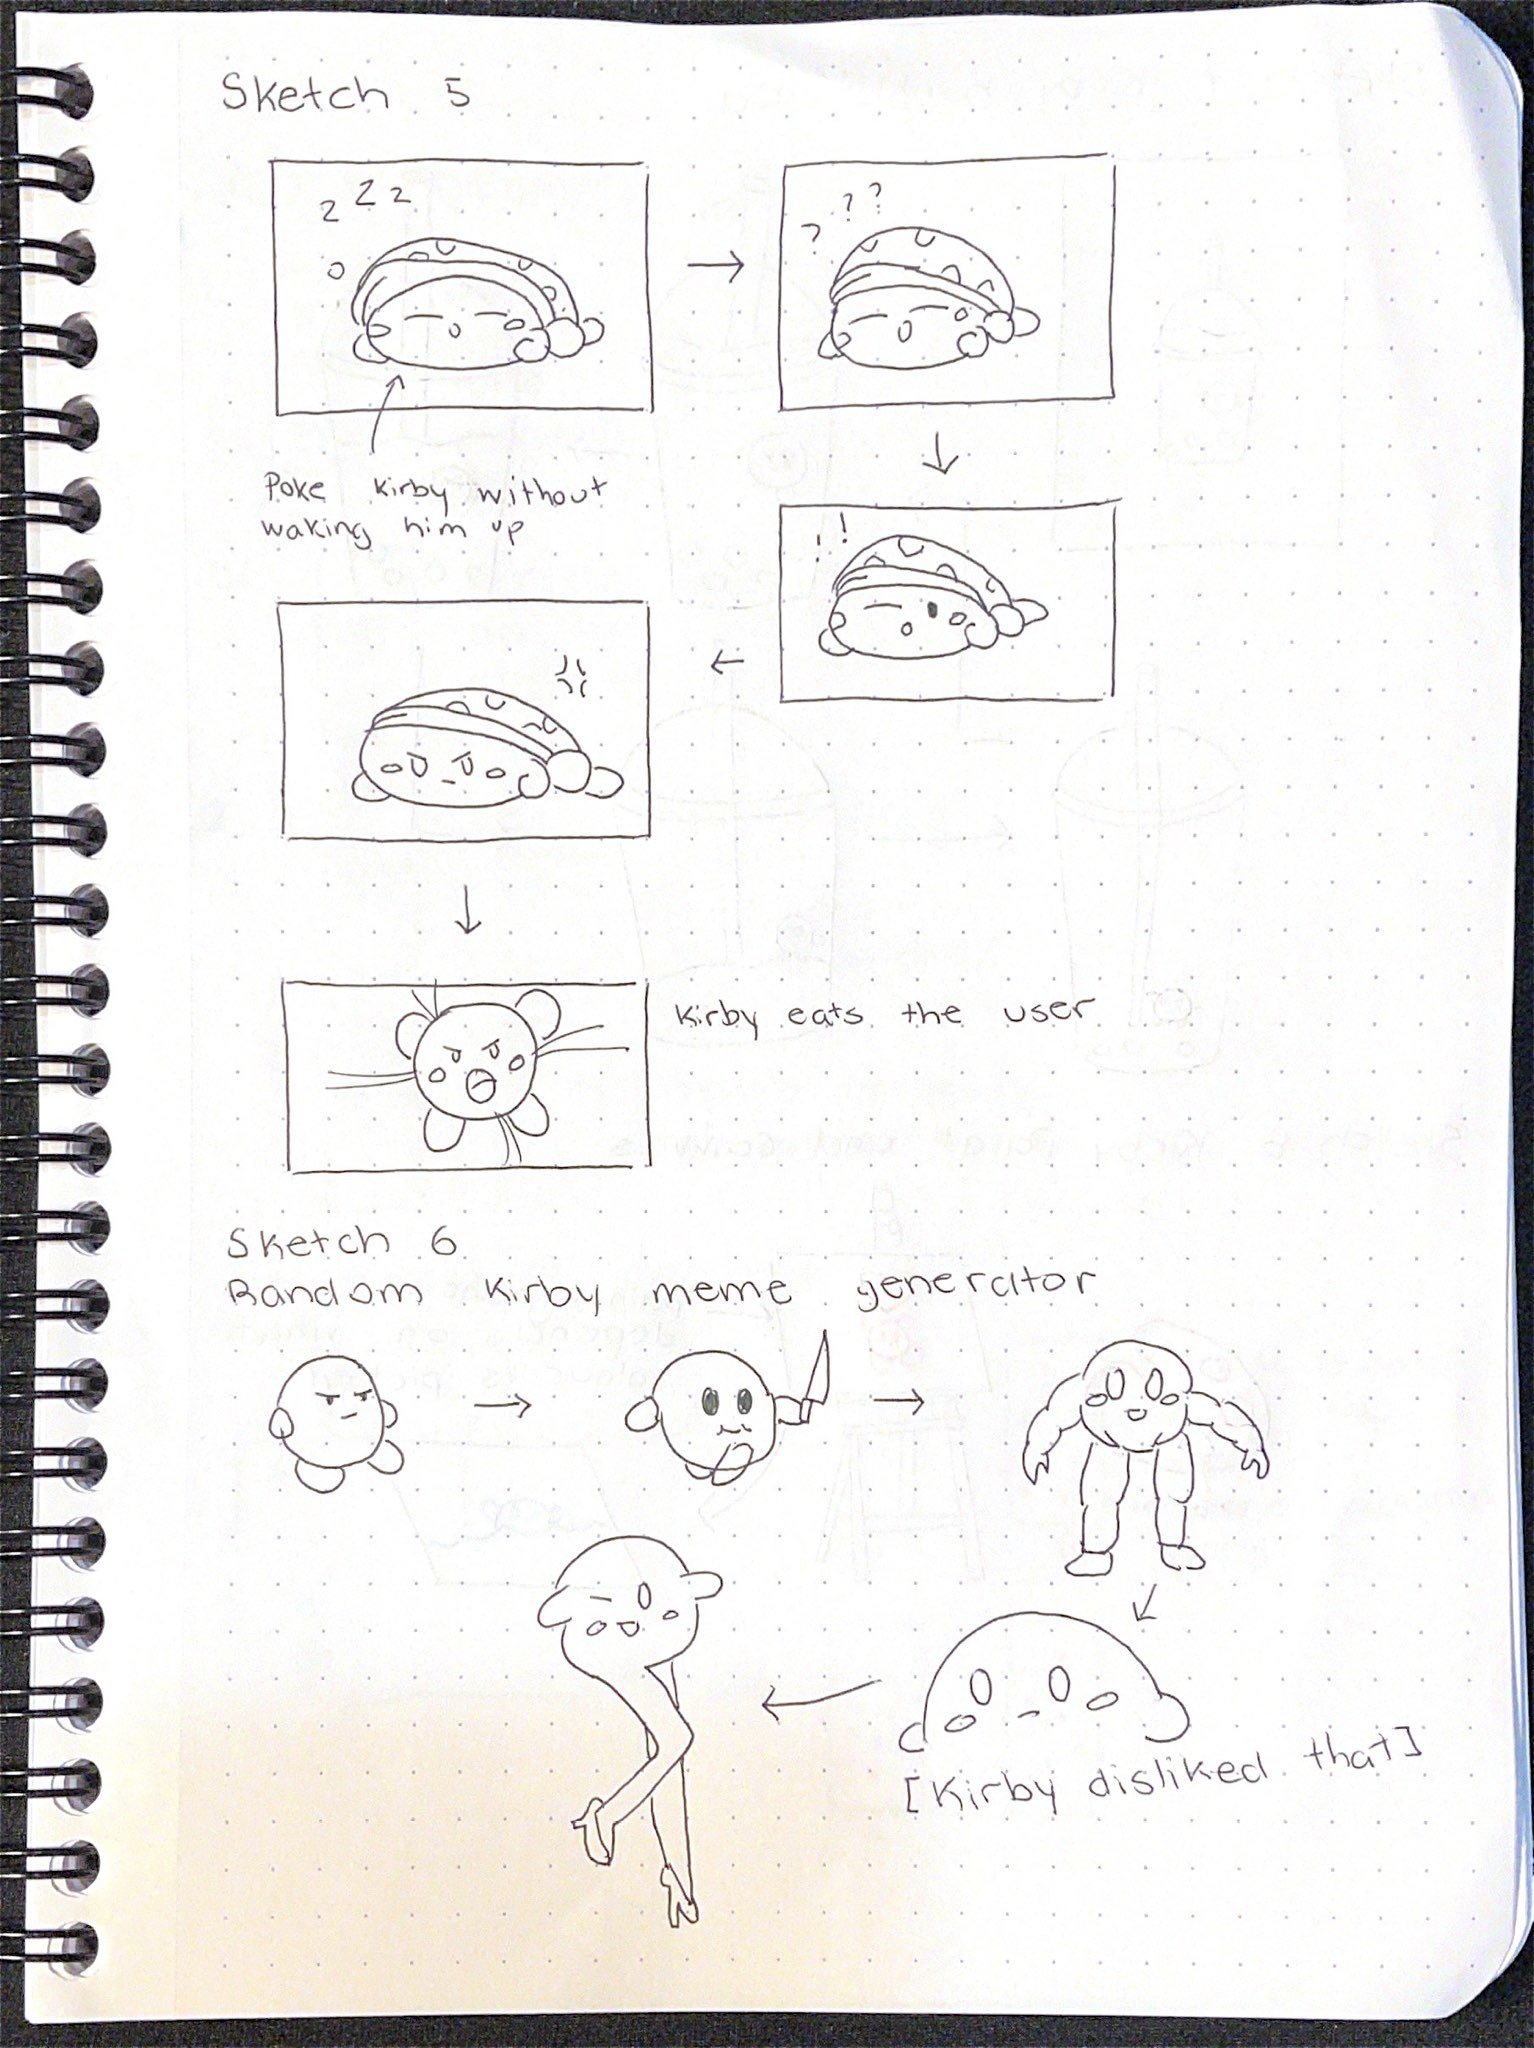 Sketch 5
z z z
? ? ?
Poke Kirby without
waking him up
! !
Kirby eats the user
Sketch 6
Random Kirby meme generator
[Kirby disliked that]